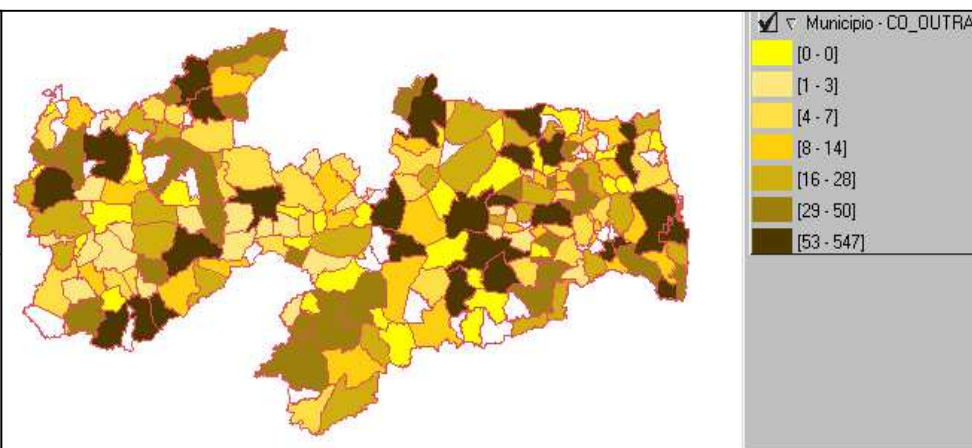 Municipio - CO_OUTRA
[0 - 0]
[1 - 3]
[4 - 7]
[8 - 14]
[16 - 28]
[29 - 50]
[53 - 547]